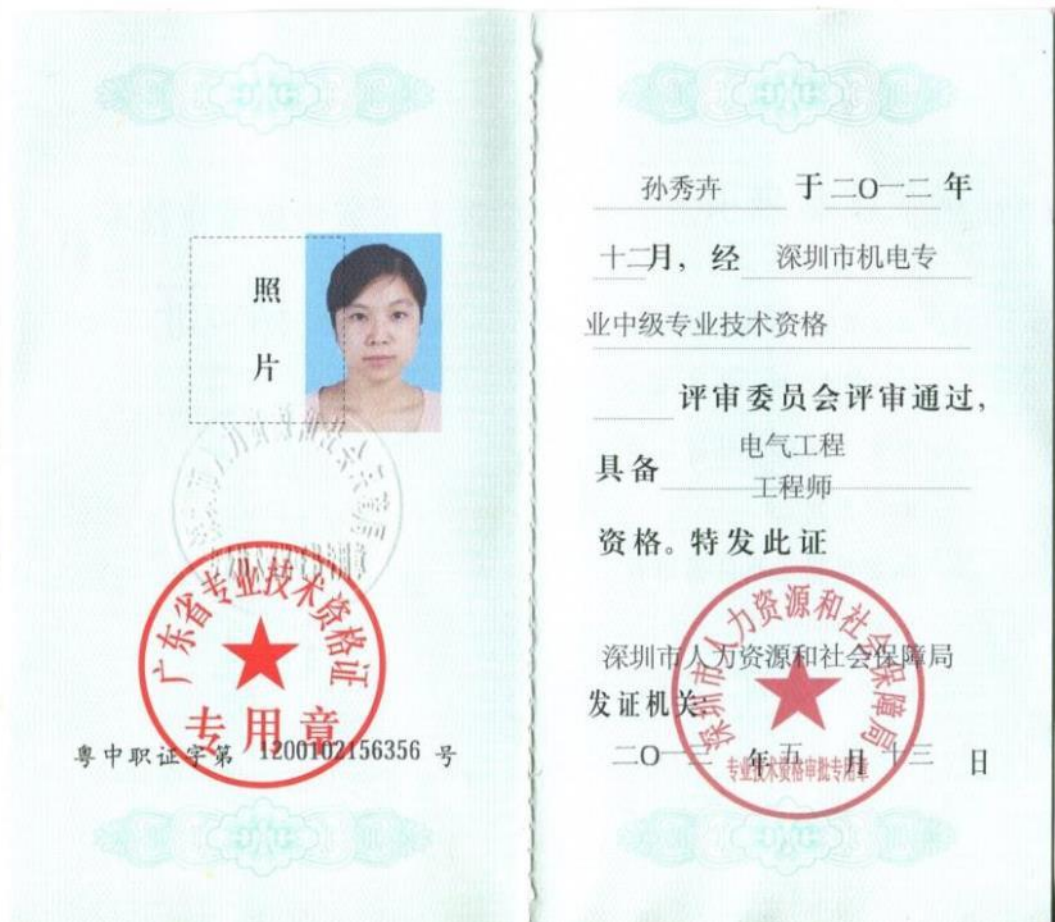 照
片
广东省专业技术资格证
专用章
粤中职证字第 1200102156356 号
孙秀卉 于 二O一二 年
十二月，经 深圳市机电专
业中级专业技术资格
评审委员会评审通过，
电气工程
具备
工程师
资格。特发此证
深圳市人力资源和社会保障局
深圳市人力资源和社会保障局
发证机关:
二O一三 年 五 月 十三 日
专业技术资格审批专用章